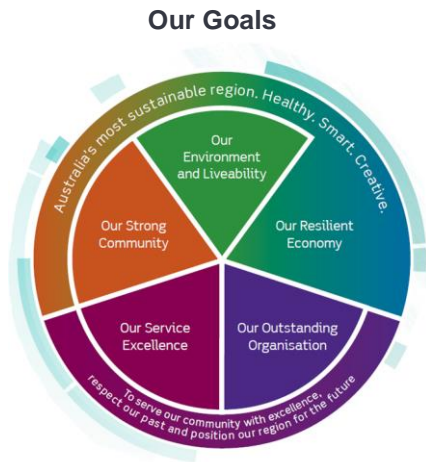 Our Goals
Australia's most sustainable region. Healthy. Smart. Creative.
Our
Environment
and Liveability
Our Strong
Community
Our Resilient
Economy
Our Service
Excellence
Our Outstanding
Organisation
To serve our community with excellence,
respect our past and position our region for the future